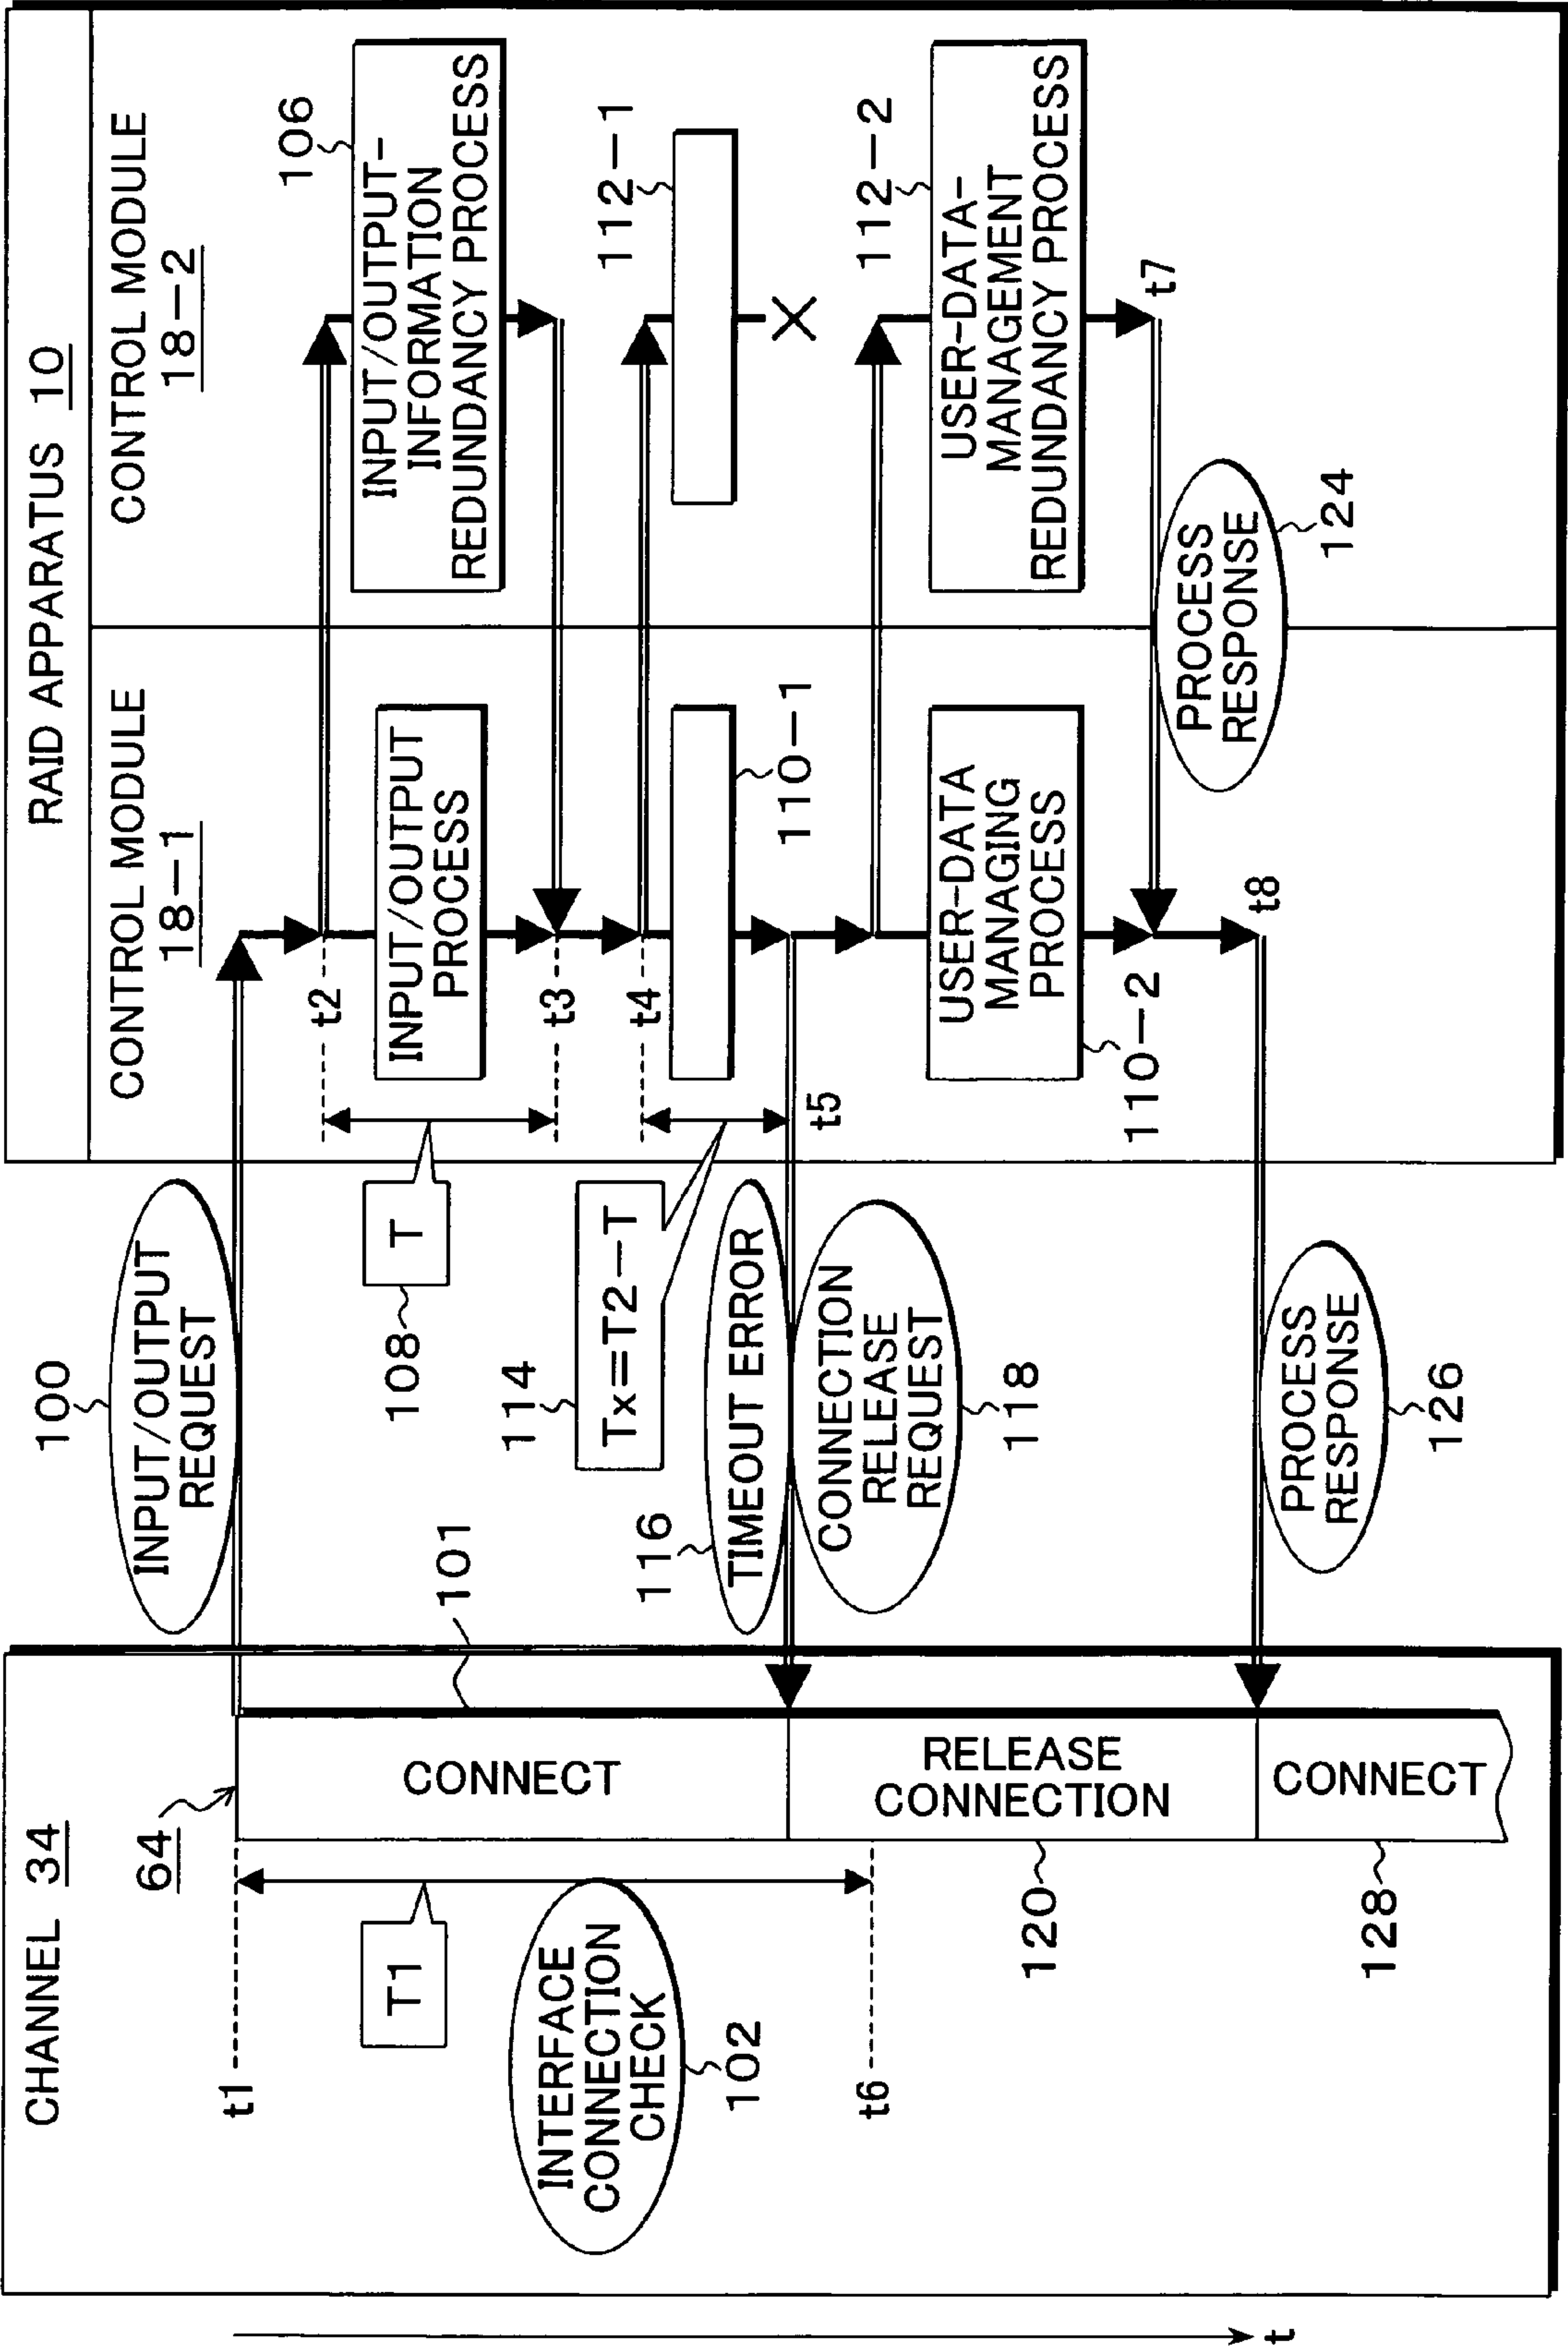 CHANNEL 34
RAID APPARATUS 10
CONTROL MODULE
18-1
CONTROL MODULE
18-2
64
t1
100
INPUT/OUTPUT
REQUEST
t2
106
INPUT/OUTPUT-
INFORMATION
REDUNDANCY PROCESS
T1
CONNECT
101
108
T
INPUT/OUTPUT
PROCESS
INTERFACE
CONNECTION
CHECK
102
t3
114
Tx=T2-T
t4
112-1
110-1
116
TIMEOUT ERROR
t5
CONNECTION
RELEASE
REQUEST
118
t6
RELEASE
CONNECTION
120
USER-DATA
MANAGING
PROCESS
110-2
112-2
USER-DATA-
MANAGEMENT
REDUNDANCY PROCESS
t7
PROCESS
RESPONSE
124
t8
PROCESS
RESPONSE
126
CONNECT
128
t